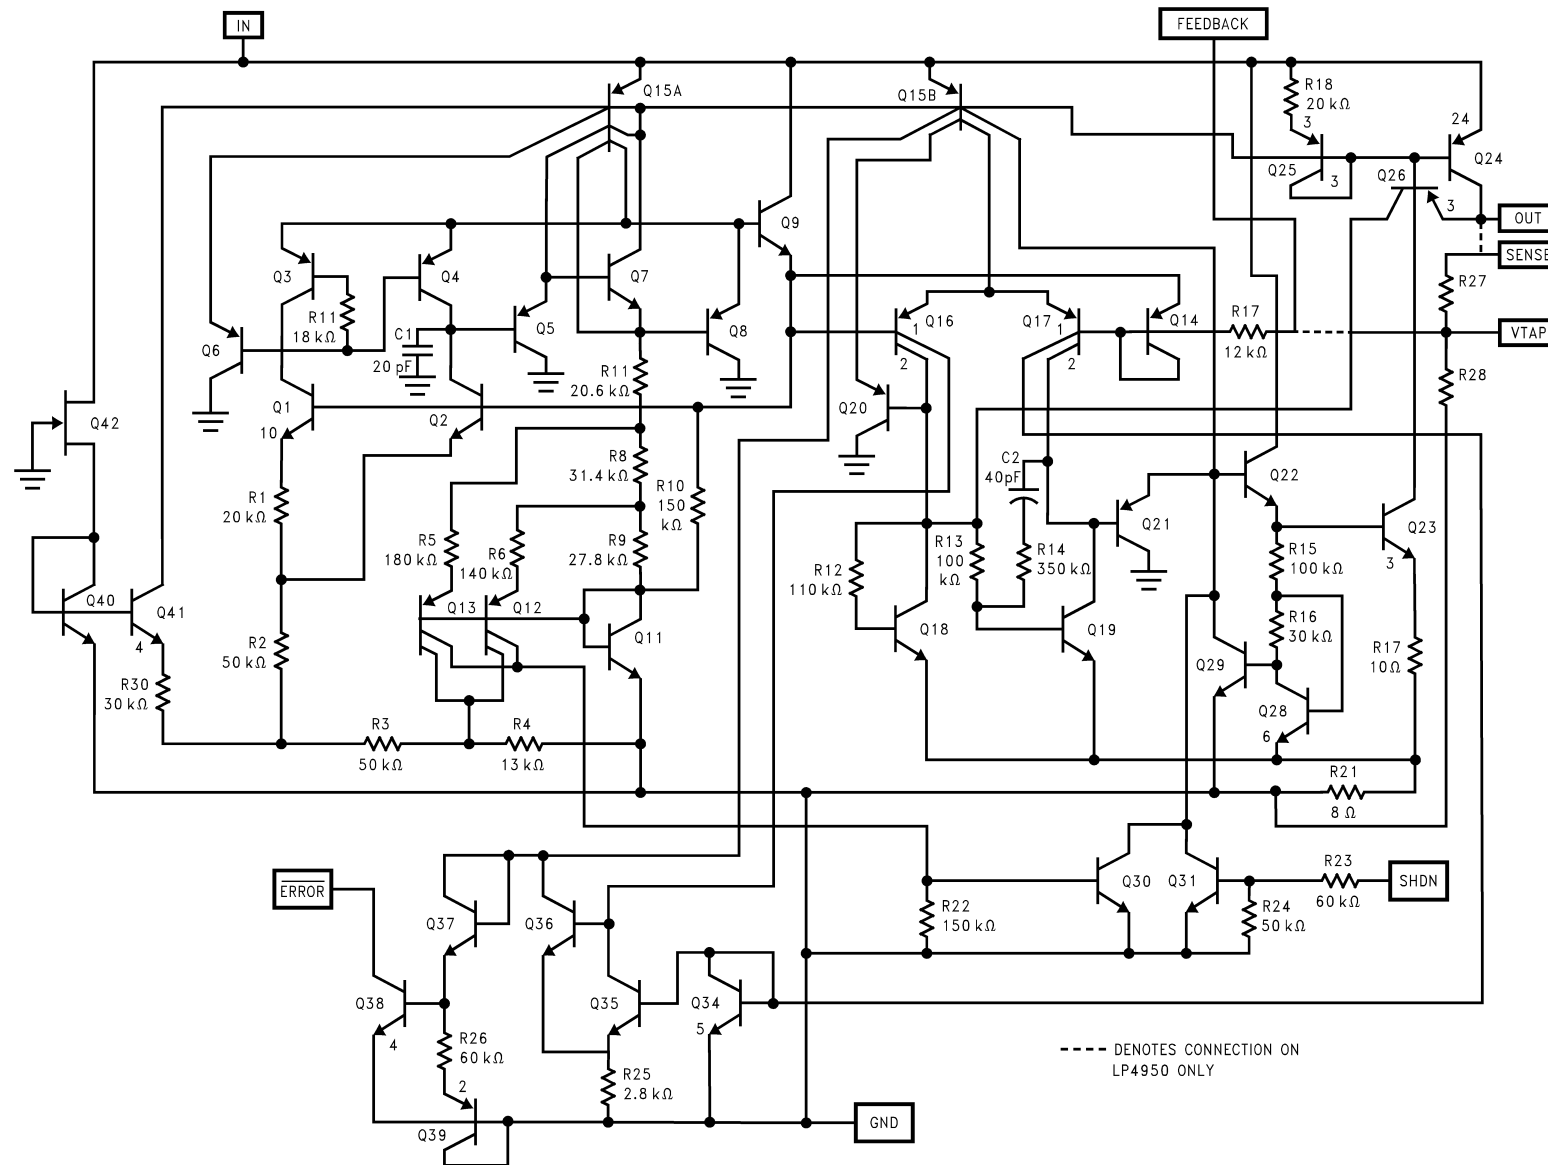 IN
FEEDBACK
Q15A
Q15B
R18
20 kΩ
3
24
Q25
3
Q24
Q26
3
OUT
SENSE
Q9
Q3
Q4
Q7
R27
R11
18 kΩ
C1
20 pF
Q5
Q8
Q6
1
Q16
2
Q17
1
2
Q14
R17
12 kΩ
VTAP
R11
20.6 kΩ
R28
Q42
Q1
10
Q2
Q20
R8
31.4 kΩ
R10
150
kΩ
C2
40pF
Q22
R1
20 kΩ
Q21
Q23
3
R5
180 kΩ
R6
140 kΩ
R9
27.8 kΩ
R13
100
kΩ
R14
350 kΩ
R15
100 kΩ
R12
110 kΩ
Q40
Q41
4
Q13
Q12
Q11
Q18
Q19
R16
30 kΩ
R2
50 kΩ
Q29
R17
10 Ω
R30
30 kΩ
Q28
6
R3
50 kΩ
R4
13 kΩ
R21
8 Ω
ERROR
Q37
Q36
R22
150 kΩ
Q30
Q31
R24
50 kΩ
R23
60 kΩ
SHDN
Q38
4
Q35
Q34
5
R26
60 kΩ
2
R25
2.8 kΩ
Q39
GND
DENOTES CONNECTION ON
LP4950 ONLY